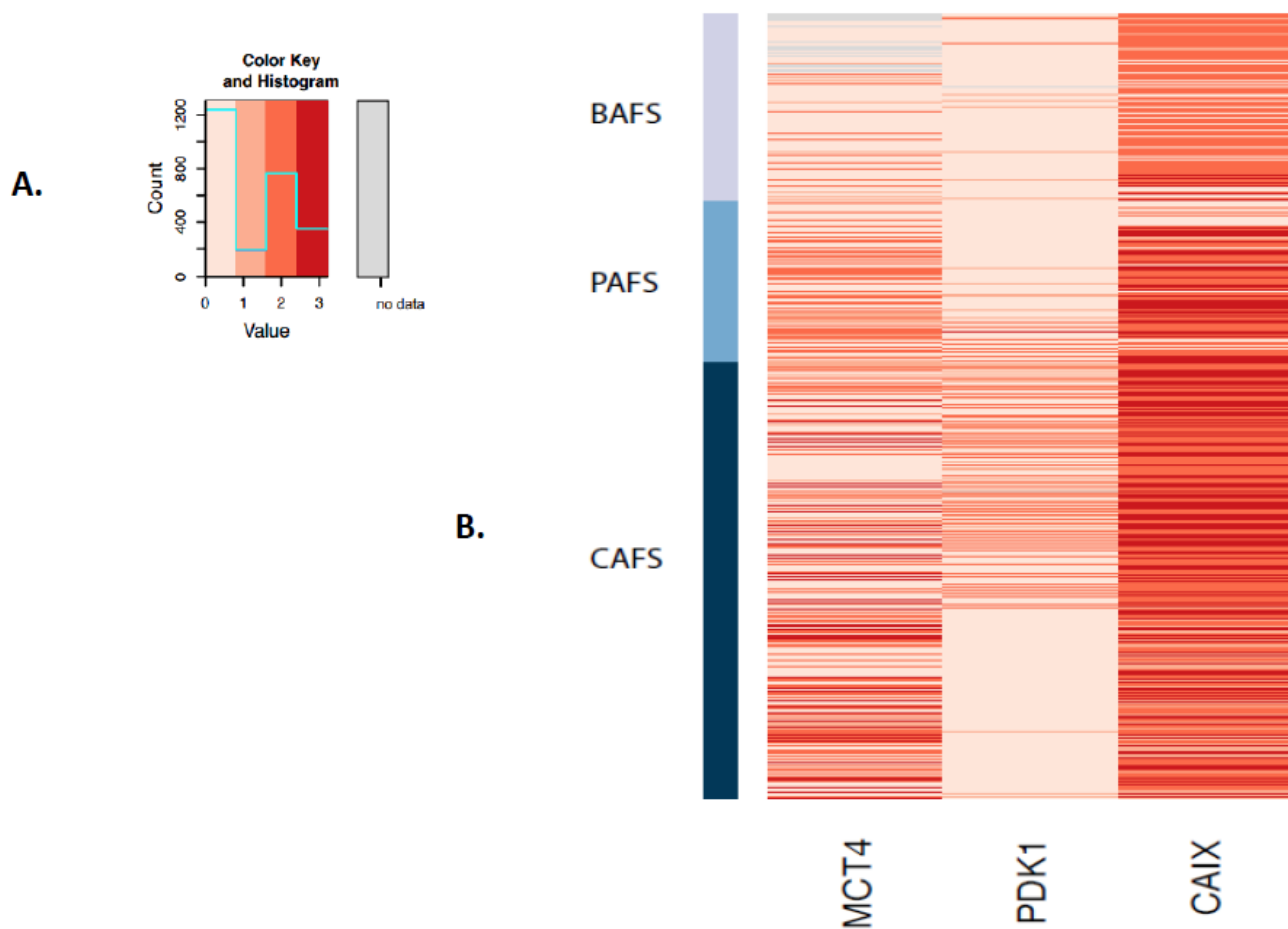 A.
Color Key
and Histogram
Count
0
400
800
1200
0 1 2 3
Value
no data
B.
BAFS
PAFS
CAFS
MCT4
PDK1
CAIX